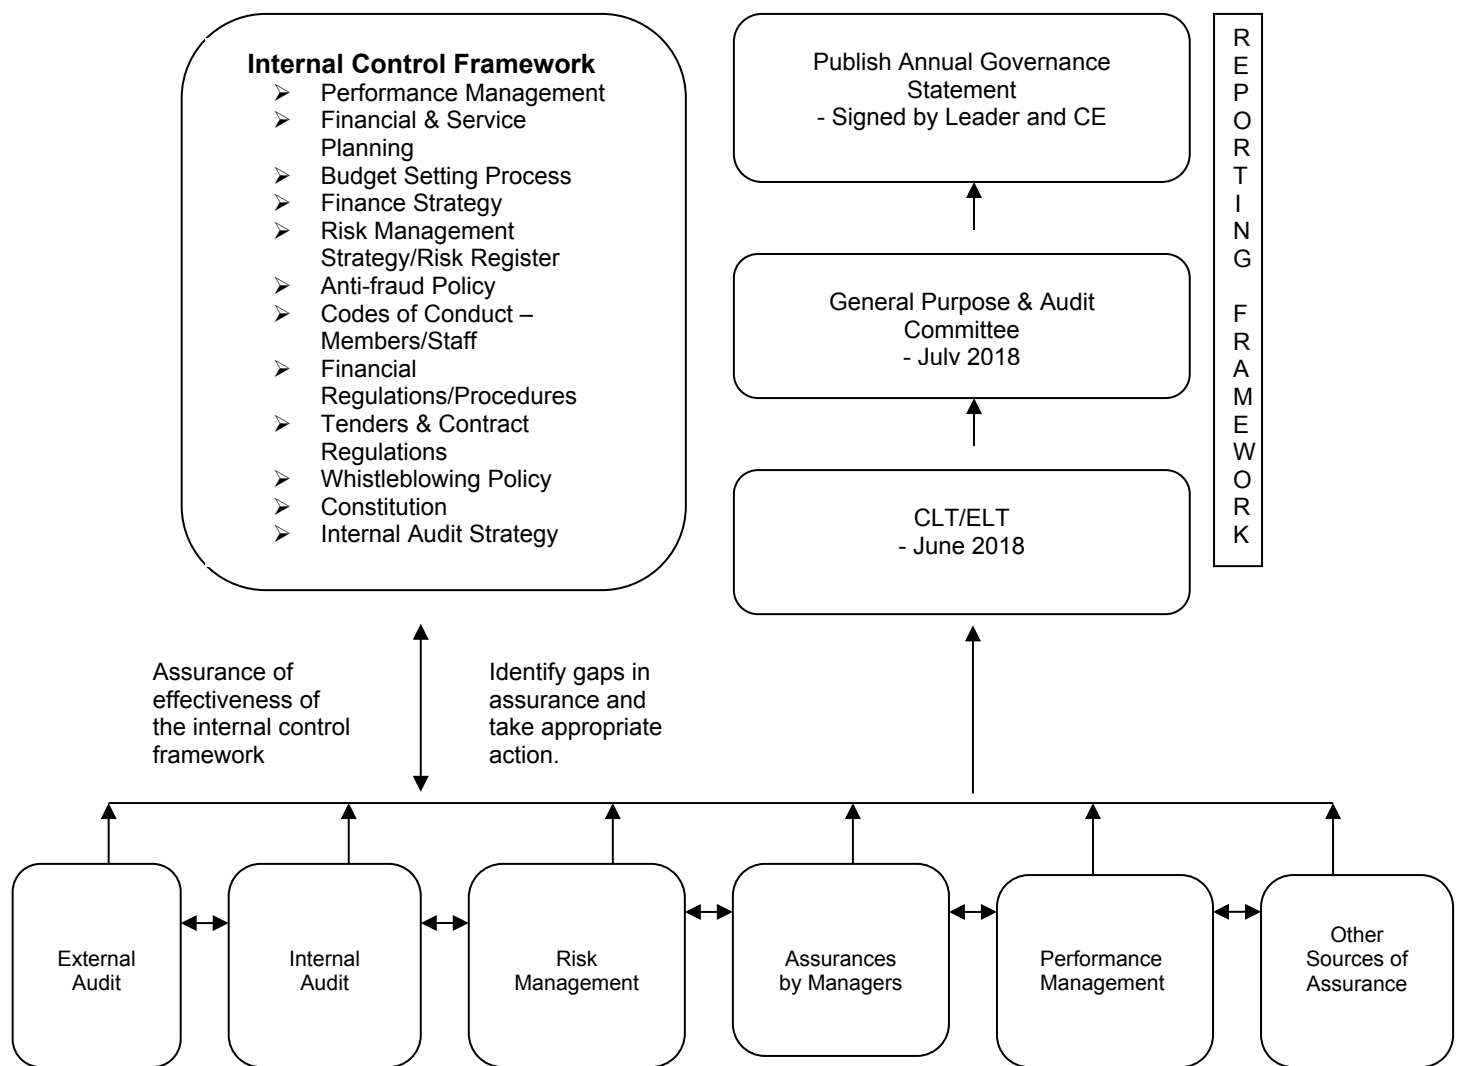 Internal Control Framework
➢ Performance Management
➢ Financial & Service
Planning
➢ Budget Setting Process
➢ Finance Strategy
➢ Risk Management
Strategy/Risk Register
➢ Anti-fraud Policy
➢ Codes of Conduct –
Members/Staff
➢ Financial
Regulations/Procedures
➢ Tenders & Contract
Regulations
➢ Whistleblowing Policy
➢ Constitution
➢ Internal Audit Strategy
Publish Annual Governance
Statement
- Signed by Leader and CE
General Purpose & Audit
Committee
- July 2018
CLT/ELT
- June 2018
R
E
P
O
R
T
I
N
G
F
R
A
M
E
W
O
R
K
Assurance of
effectiveness of
the internal control
framework
Identify gaps in
assurance and
take appropriate
action.
External
Audit
Internal
Audit
Risk
Management
Assurances
by Managers
Performance
Management
Other
Sources of
Assurance